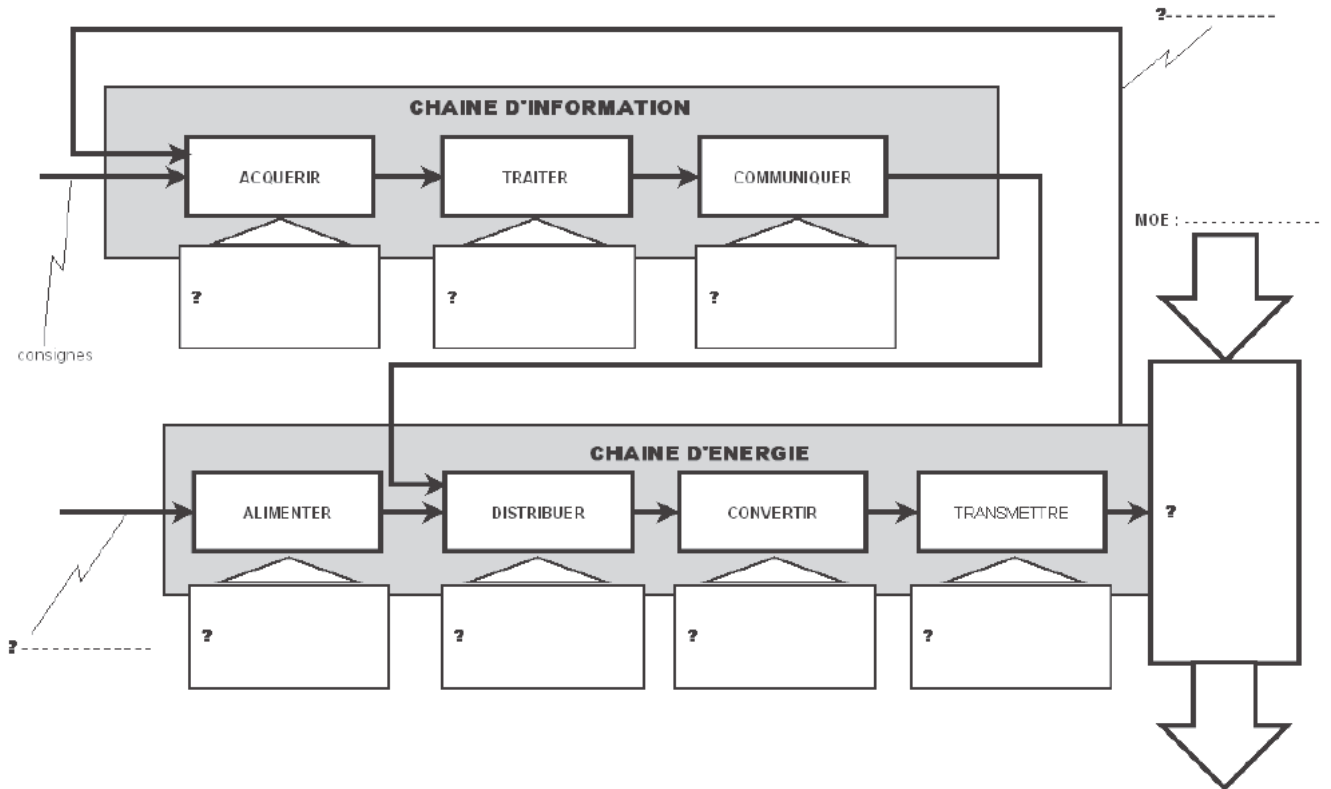 ?------------
CHAINE D'INFORMATION
ACQUERIR
TRAITER
COMMUNIQUER
MOE : ----------------
?
?
?
consignes
CHAINE D'ENERGIE
ALIMENTER
DISTRIBUER
CONVERTIR
TRANSMETTRE
?
?
?
?
?
?-------------